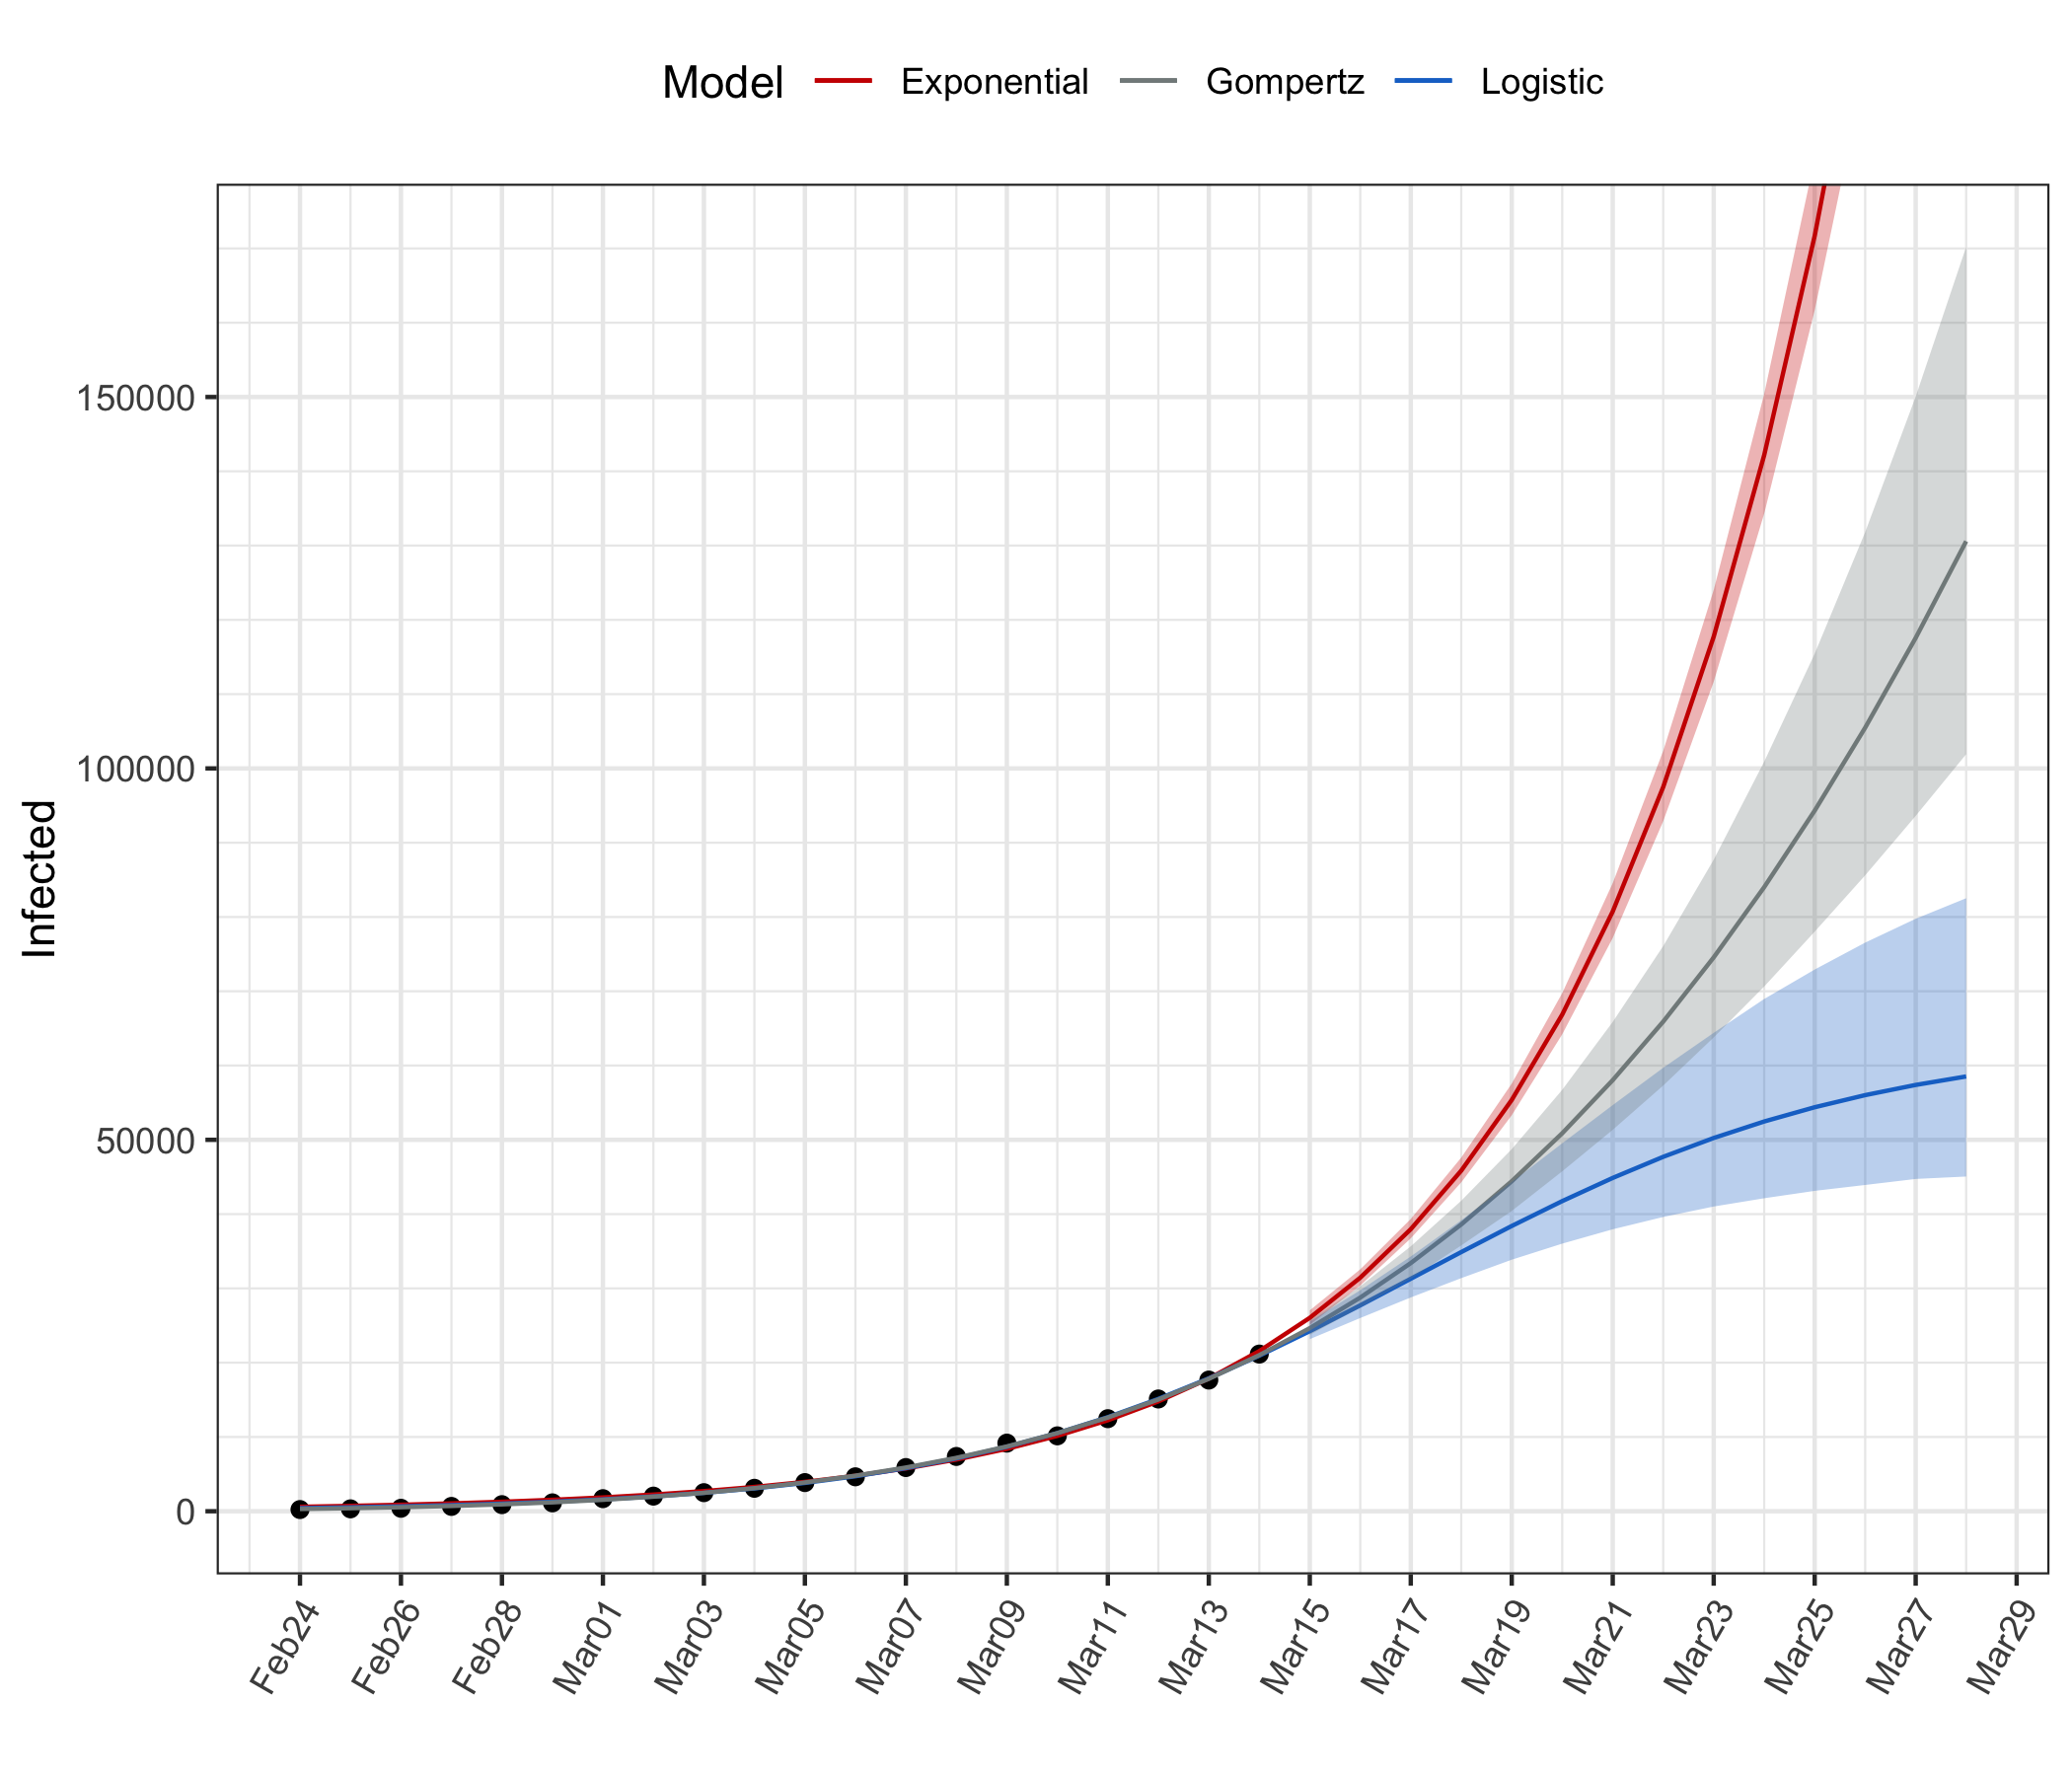 Model Exponential Gompertz Logistic
150000
100000
50000
0
Infected
Feb24 Feb26 Feb28 Mar01 Mar03 Mar05 Mar07 Mar09 Mar11 Mar13 Mar15 Mar17 Mar19 Mar21 Mar23 Mar25 Mar27 Mar29